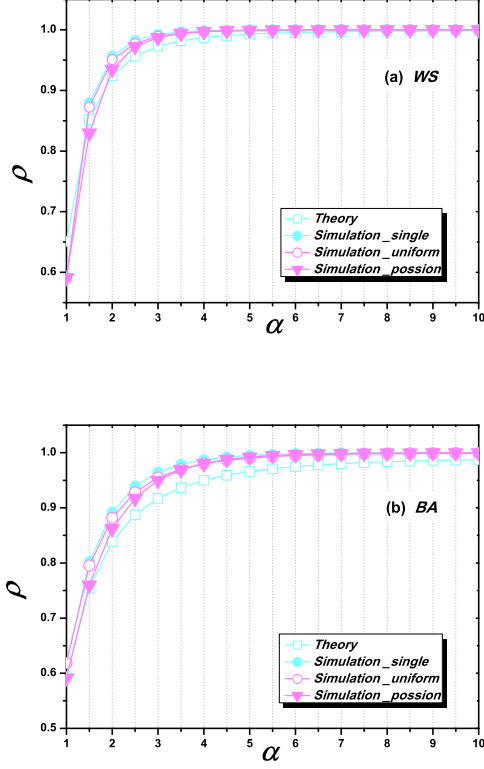 1.0
0.9
0.8
0.7
0.6
ρ
(a) WS
Theory
Simulation_single
Simulation_uniform
Simulation_possion
1 2 3 4 5 6 7 8 9 10
α
1.0
0.9
0.8
0.7
0.6
0.5
ρ
(b) BA
Theory
Simulation_single
Simulation_uniform
Simulation_possion
1 2 3 4 5 6 7 8 9 10
α